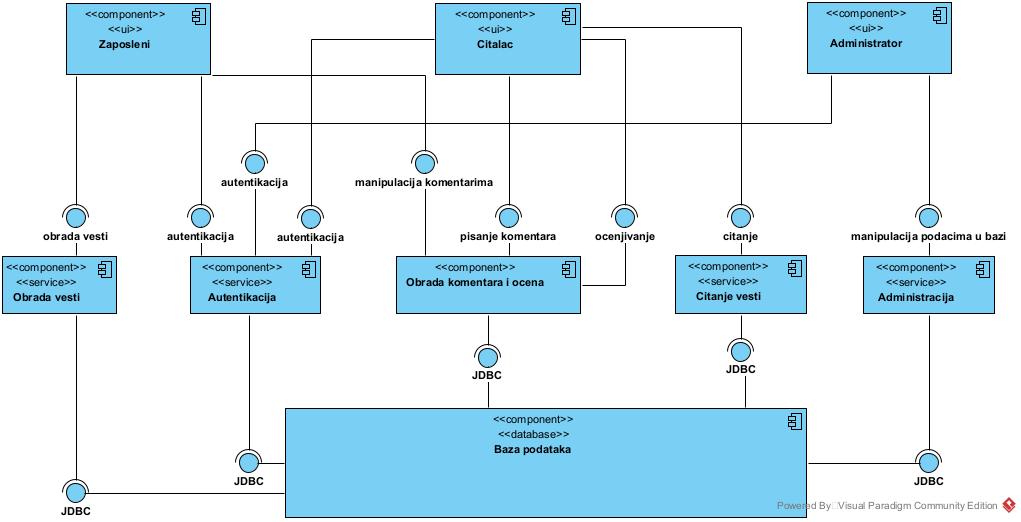 <<component>>
<<ui>>
Zaposleni
<<component>>
<<ui>>
Citalac
<<component>>
<<ui>>
Administrator
autentikacija
manipulacija komentarima
obrada vesti
autentikacija
autentikacija
pisanje komentara
ocenjivanje
citanje
manipulacija podacima u bazi
<<component>>
<<service>>
Obrada vesti
<<component>>
<<service>>
Autentikacija
<<component>>
Obrada komentara i ocena
<<component>>
<<service>>
Citanje vesti
<<component>>
<<service>>
Administracija
JDBC
JDBC
<<component>>
<<database>>
Baza podataka
JDBC
JDBC
JDBC
Powered By Visual Paradigm Community Edition